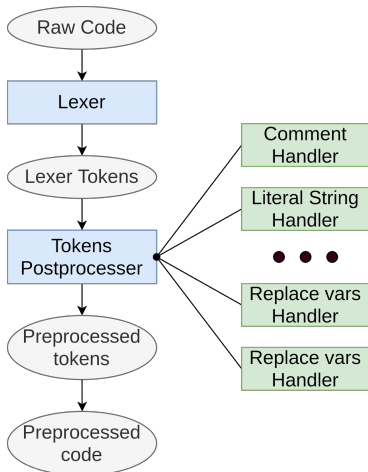 Raw Code
Lexer
Lexer Tokens
Tokens
Postprocesser
Preprocessed
tokens
Preprocessed
code
Comment
Handler
Literal String
Handler
Replace vars
Handler
Replace vars
Handler